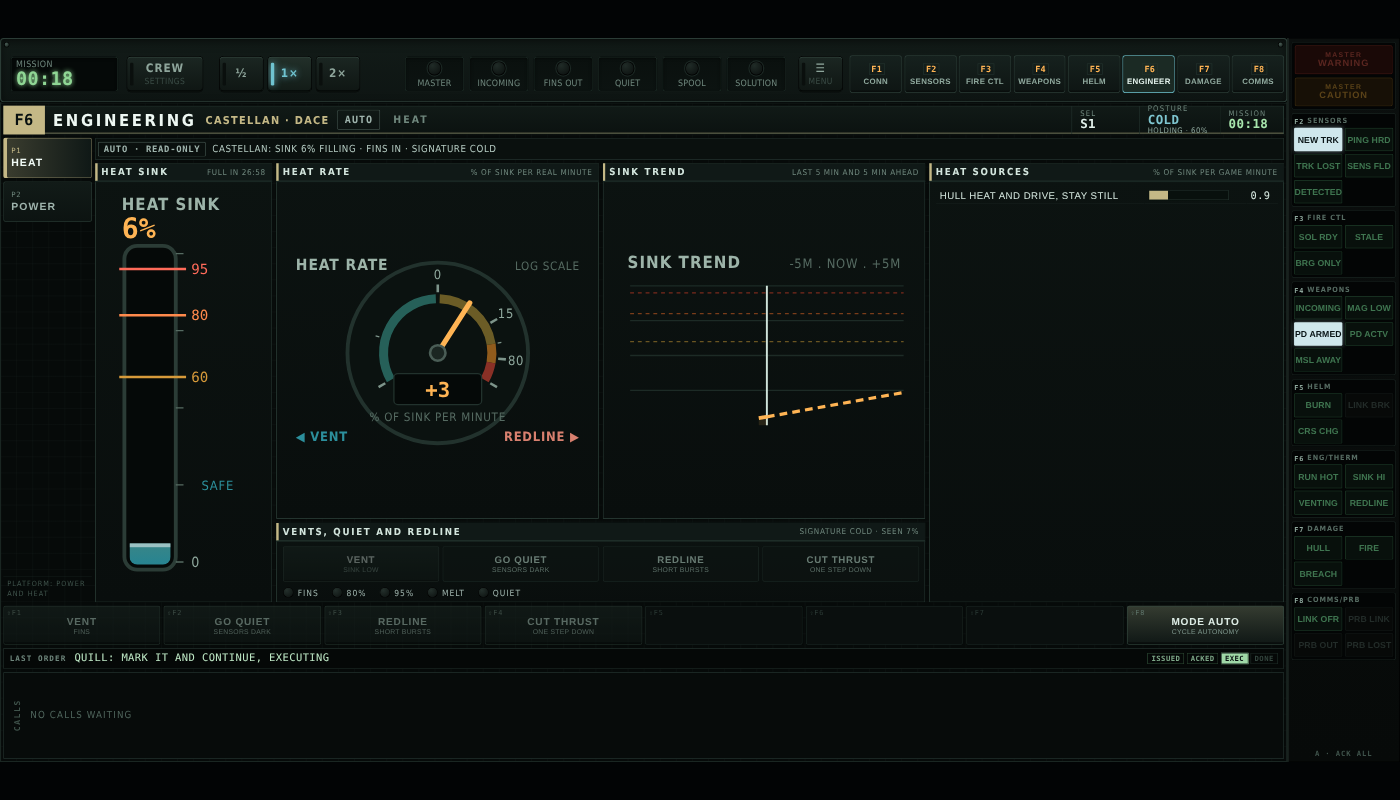 MISSION
00:18
CREW
SETTINGS
½
1×
2×
MASTER
INCOMING
FINS OUT
QUIET
SPOOL
SOLUTION
☰
MENU
F1
CONN
F2
SENSORS
F3
FIRE CTL
F4
WEAPONS
F5
HELM
F6
ENGINEER
F7
DAMAGE
F8
COMMS
MASTER
WARNING
MASTER
CAUTION
F6
ENGINEERING
CASTELLAN · DACE
AUTO
HEAT
SEL
S1
POSTURE
COLD
HOLDING · 60%
MISSION
00:18
P1
HEAT
P2
POWER
PLATFORM: POWER
AND HEAT
AUTO · READ-ONLY
CASTELLAN: SINK 6% FILLING · FINS IN · SIGNATURE COLD
HEAT SINK
FULL IN 26:58
HEAT SINK
6%
95
80
60
SAFE
0
HEAT RATE
% OF SINK PER REAL MINUTE
HEAT RATE
LOG SCALE
0
15
80
+3
% OF SINK PER MINUTE
◀ VENT
REDLINE ▶
SINK TREND
LAST 5 MIN AND 5 MIN AHEAD
SINK TREND
-5M . NOW . +5M
HEAT SOURCES
% OF SINK PER GAME MINUTE
HULL HEAT AND DRIVE, STAY STILL
0.9
VENTS, QUIET AND REDLINE
SIGNATURE COLD · SEEN 7%
VENT
SINK LOW
GO QUIET
SENSORS DARK
REDLINE
SHORT BURSTS
CUT THRUST
ONE STEP DOWN
FINS
80%
95%
MELT
QUIET
⇧F1
VENT
FINS
⇧F2
GO QUIET
SENSORS DARK
⇧F3
REDLINE
SHORT BURSTS
⇧F4
CUT THRUST
ONE STEP DOWN
⇧F5
⇧F6
⇧F7
⇧F8
MODE AUTO
CYCLE AUTONOMY
LAST ORDER
QUILL: MARK IT AND CONTINUE, EXECUTING
ISSUED
ACKED
EXEC
DONE
CALLS
NO CALLS WAITING
F2 SENSORS
NEW TRK
PING HRD
TRK LOST
SENS FLD
DETECTED
F3 FIRE CTL
SOL RDY
STALE
BRG ONLY
F4 WEAPONS
INCOMING
MAG LOW
PD ARMED
PD ACTV
MSL AWAY
F5 HELM
BURN
LINK BRK
CRS CHG
F6 ENG/THERM
RUN HOT
SINK HI
VENTING
REDLINE
F7 DAMAGE
HULL
FIRE
BREACH
F8 COMMS/PRB
LINK OFR
PRB LINK
PRB OUT
PRB LOST
A · ACK ALL